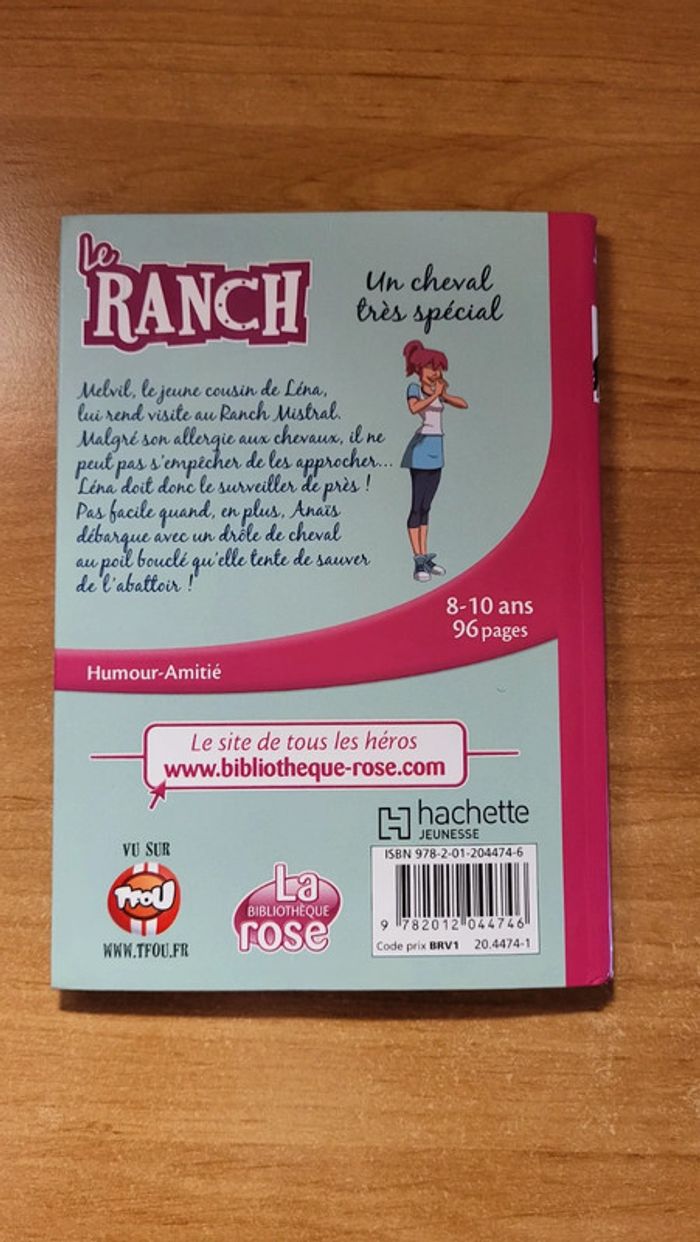 Le
RANCH
Un cheval
très spécial
Melvil, le jeune cousin de Léna,
lui rend visite au Ranch Mistral.
Malgré son allergie aux chevaux, il ne
peut pas s'empêcher de les approcher...
Léna doit donc le surveiller de près !
Pas facile quand, en plus, Anaïs
débarque avec un drôle de cheval
au poil bouclé qu'elle tente de sauver
de l'abattoir !
8-10 ans
96 pages
Humour-Amitié
Le site de tous les héros
www.bibliotheque-rose.com
hachette
JEUNESSE
ISBN 978-2-01-204474-6
9 782012 044746
Code prix BRV1 20.4474-1
VU SUR
TFOU
WWW.TFOU.FR
La
BIBLIOTHÈQUE
rose